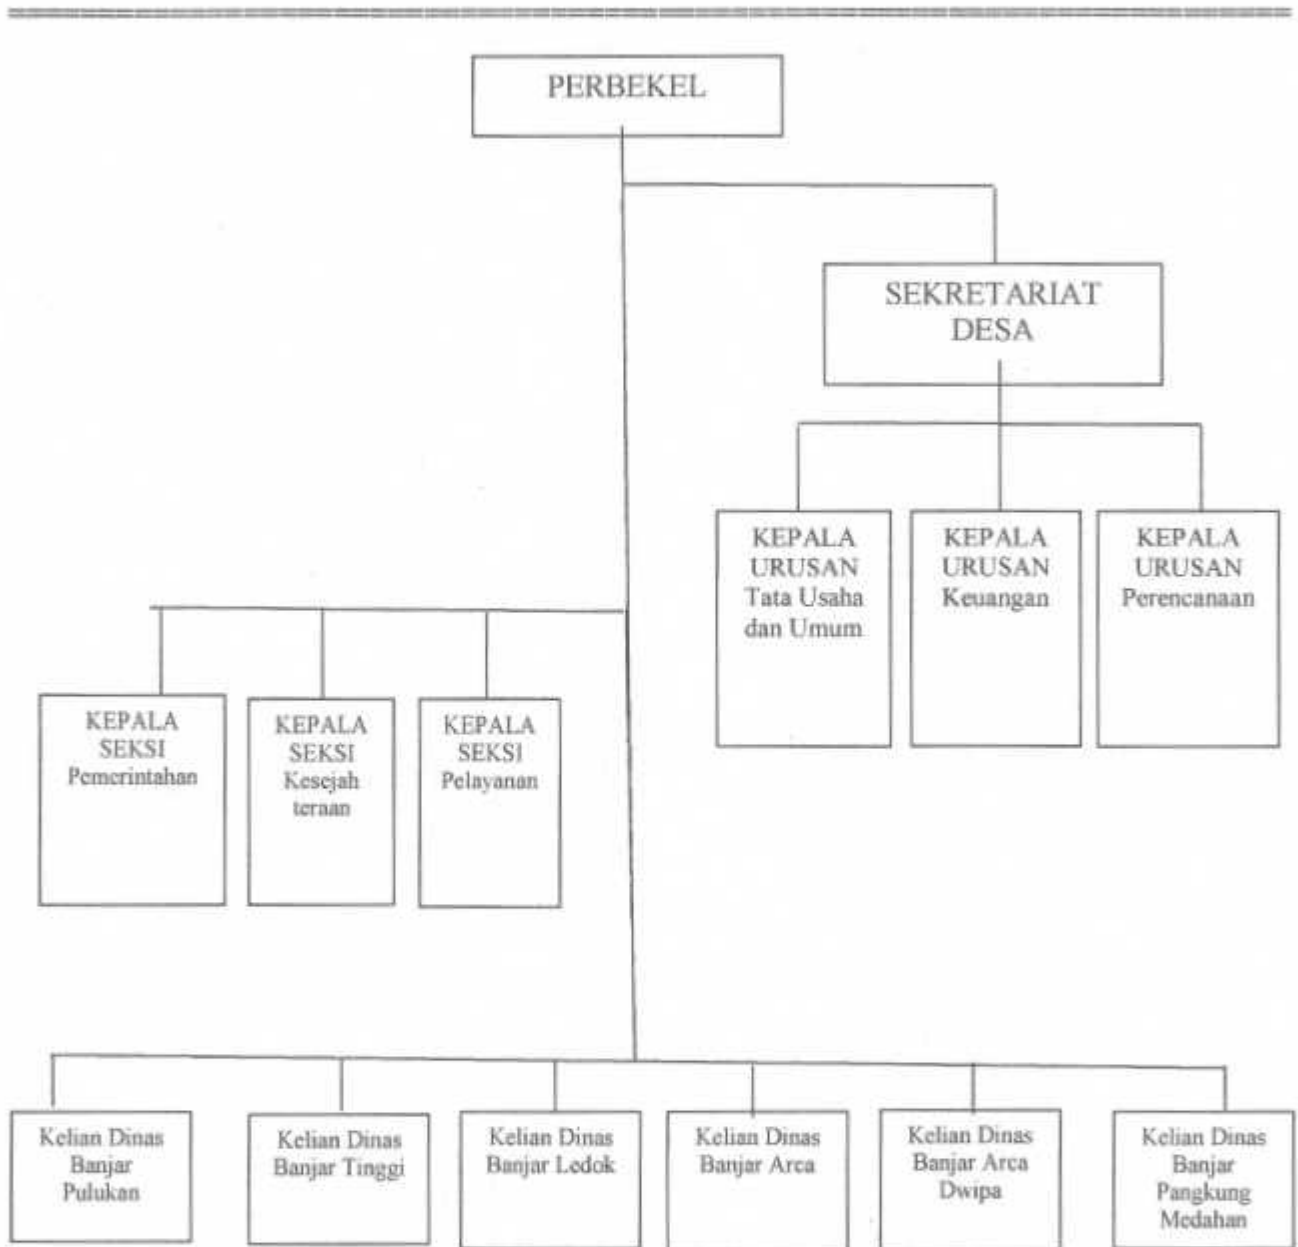 PERBEKEL
SEKRETARIAT
DESA
KEPALA
URUSAN
Tata Usaha
dan Umum
KEPALA
URUSAN
Keuangan
KEPALA
URUSAN
Perencanaan
KEPALA
SEKSI
Pemerintahan
KEPALA
SEKSI
Kesejah
teraan
KEPALA
SEKSI
Pelayanan
Kelian Dinas
Banjar
Pulukan
Kelian Dinas
Banjar Tinggi
Kelian Dinas
Banjar Ledok
Kelian Dinas
Banjar Arca
Kelian Dinas
Banjar Arca
Dwipa
Kelian Dinas
Banjar
Pangkung
Medahan